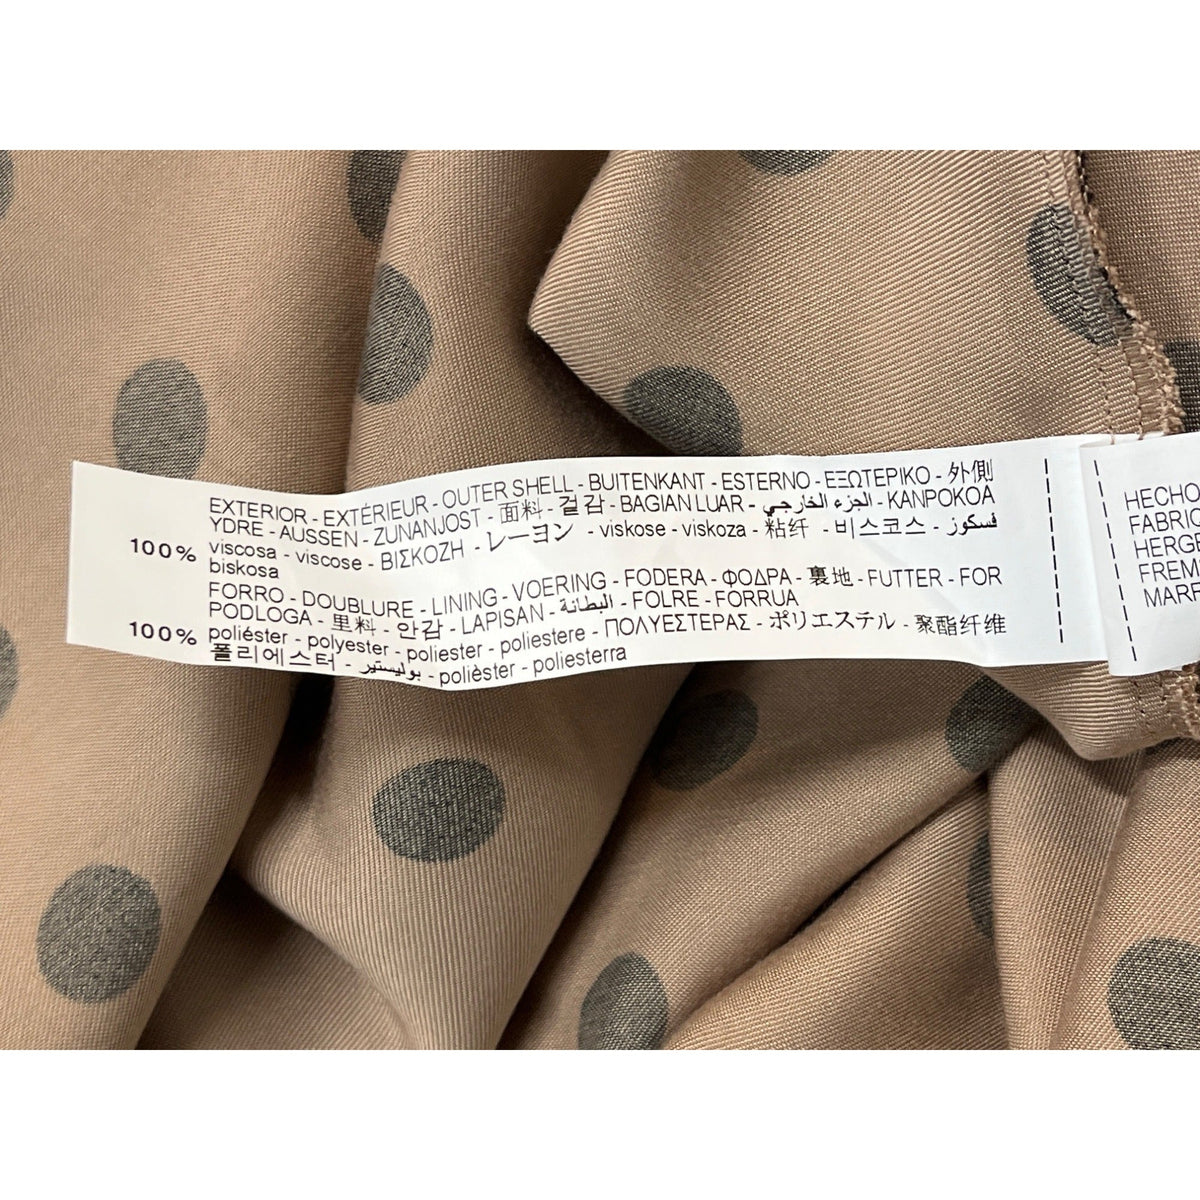 EXTERIOR - EXTÉRIEUR - OUTER SHELL - BUITENKANT - ESTERNO - ΕΞΩΤΕΡΙΚΟ - 外側
YDRE - AUSSEN - ZUNANJOST - 面料 - 겉감 - BAGIAN LUAR - الجزء الخارجي - KANPOKOA
100% viscosa - viscose - ΒΙΣΚΟΖΗ - レーヨン - viskose - viskoza - 粘纤 - 비스코스 - فسكوز
biskosa
FORRO - DOUBLURE - LINING - VOERING - FODERA - ΦΟΔΡΑ - 裏地 - FUTTER - FOR
PODLOGA - 里料 - 안감 - LAPISAN - البطانة - FOLRE - FORRUA
100% poliéster - polyester - poliester - poliestere - ΠΟΛΥΕΣΤΕΡΑΣ - ポリエステル - 聚酯纤维
폴리에스터 - بوليستير - polièster - poliesterra
HECHO
FABRIC
HERGE
FREM
MAR